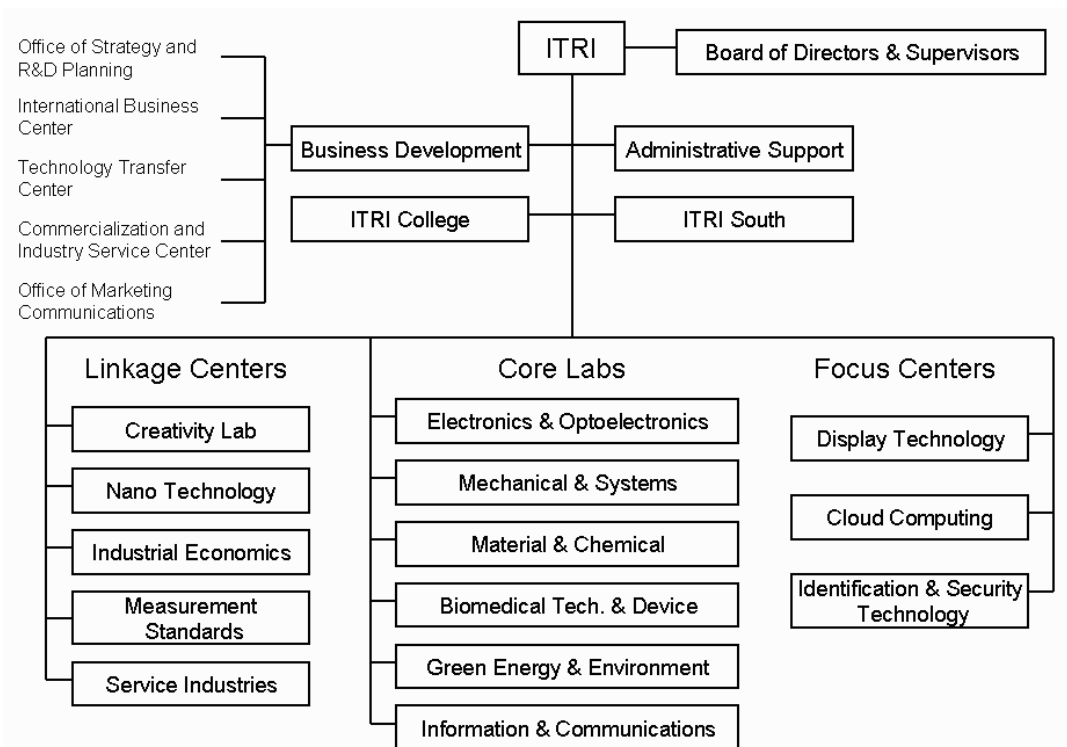 ITRI
Board of Directors & Supervisors
Office of Strategy and
R&D Planning
International Business
Center
Technology Transfer
Center
Commercialization and
Industry Service Center
Office of Marketing
Communications
Business Development
Administrative Support
ITRI College
ITRI South
Linkage Centers
Creativity Lab
Nano Technology
Industrial Economics
Measurement
Standards
Service Industries
Core Labs
Electronics & Optoelectronics
Mechanical & Systems
Material & Chemical
Biomedical Tech. & Device
Green Energy & Environment
Information & Communications
Focus Centers
Display Technology
Cloud Computing
Identification & Security
Technology